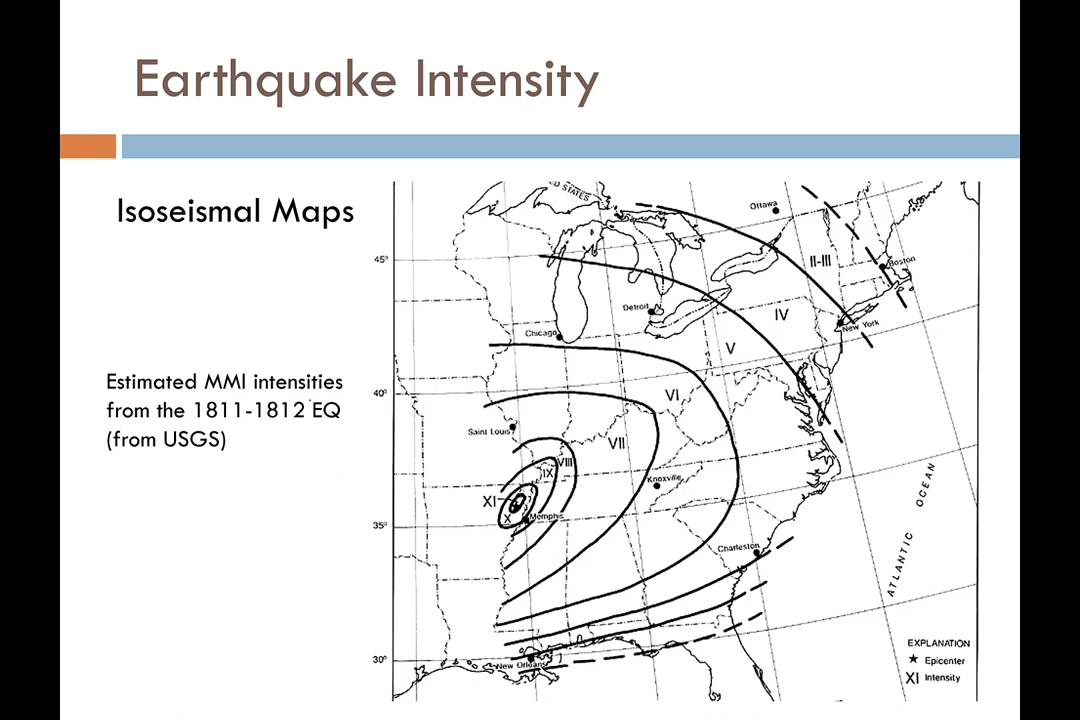 Earthquake Intensity
Isoseismal Maps
Estimated MMI intensities
from the 1811-1812 EQ
(from USGS)
D STATES
Ottawa
45°
II-III
Boston
Detroit
IV
New York
Chicago
V
40°
VI
Saint Louis
VII
VIII
IX
Knoxville
XI
X
Memphis
35°
Charleston
ATLANTIC OCEAN
30°
New Orleans
EXPLANATION
★ Epicenter
XI Intensity